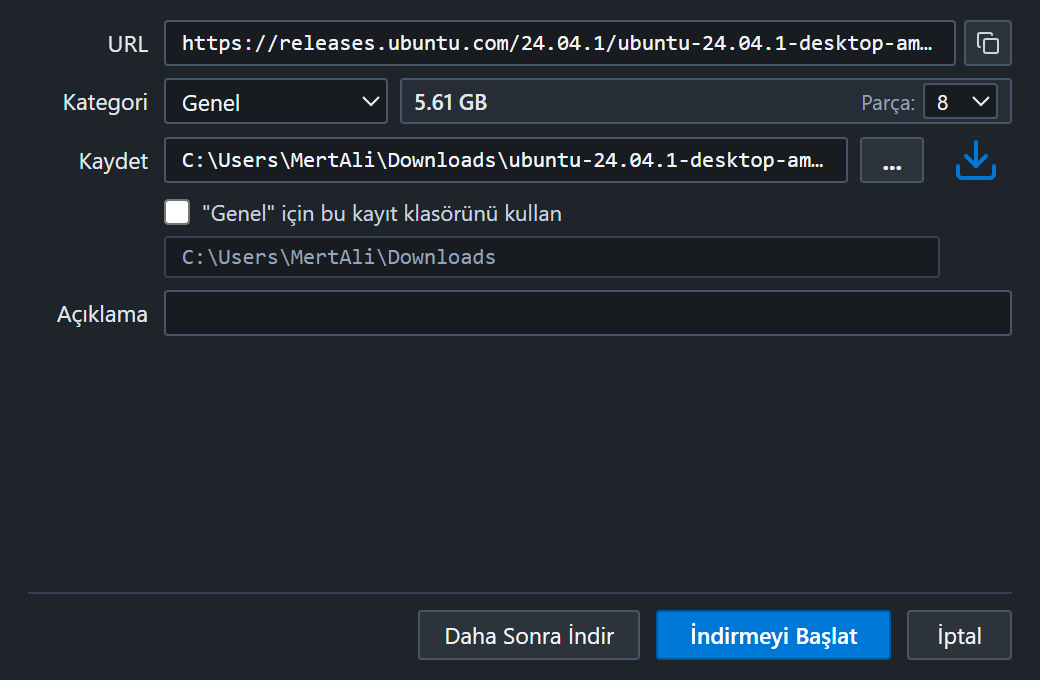 URL https://releases.ubuntu.com/24.04.1/ubuntu-24.04.1-desktop-am…
Kategori Genel 5.61 GB Parça: 8
Kaydet C:\Users\MertAli\Downloads\ubuntu-24.04.1-desktop-am… ...
"Genel" için bu kayıt klasörünü kullan
C:\Users\MertAli\Downloads
Açıklama
Daha Sonra İndir İndirmeyi Başlat İptal